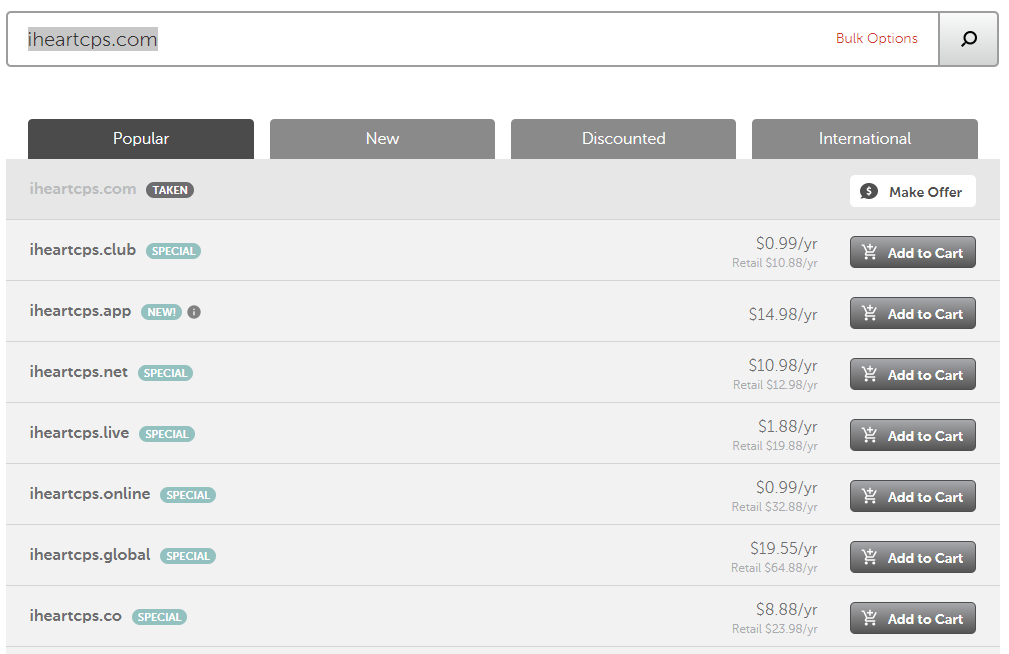 iheartcps.com Bulk Options
Popular New Discounted International
iheartcps.com TAKEN Make Offer
iheartcps.club SPECIAL $0.99/yr Add to Cart
Retail $10.88/yr
iheartcps.app NEW! $14.98/yr Add to Cart
iheartcps.net SPECIAL $10.98/yr Add to Cart
Retail $12.98/yr
iheartcps.live SPECIAL $1.88/yr Add to Cart
Retail $19.88/yr
iheartcps.online SPECIAL $0.99/yr Add to Cart
Retail $32.88/yr
iheartcps.global SPECIAL $19.55/yr Add to Cart
Retail $64.88/yr
iheartcps.co SPECIAL $8.88/yr Add to Cart
Retail $23.98/yr